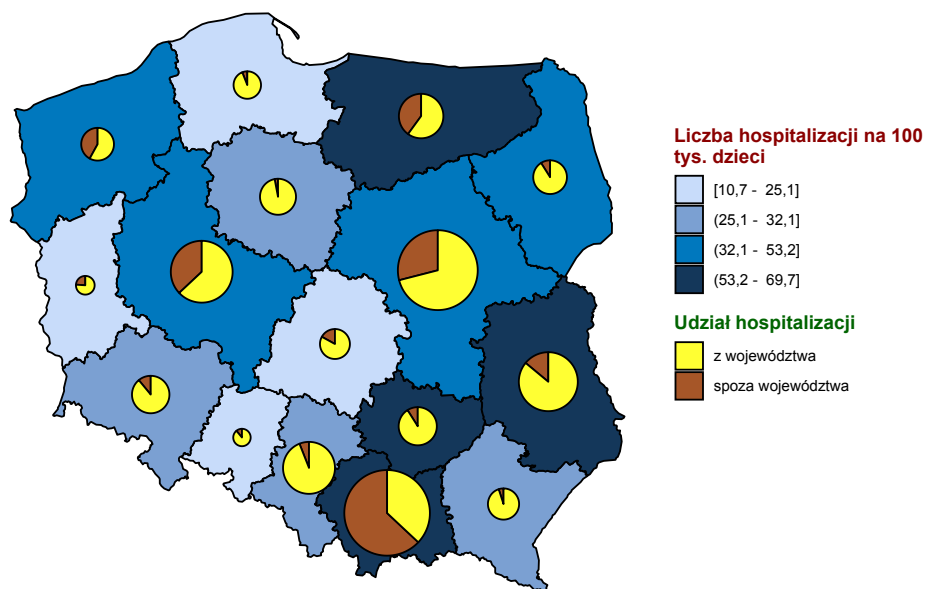 Liczba hospitalizacji na 100
tys. dzieci
[10,7 - 25,1]
(25,1 - 32,1]
(32,1 - 53,2]
(53,2 - 69,7]
Udział hospitalizacji
z województwa
spoza województwa